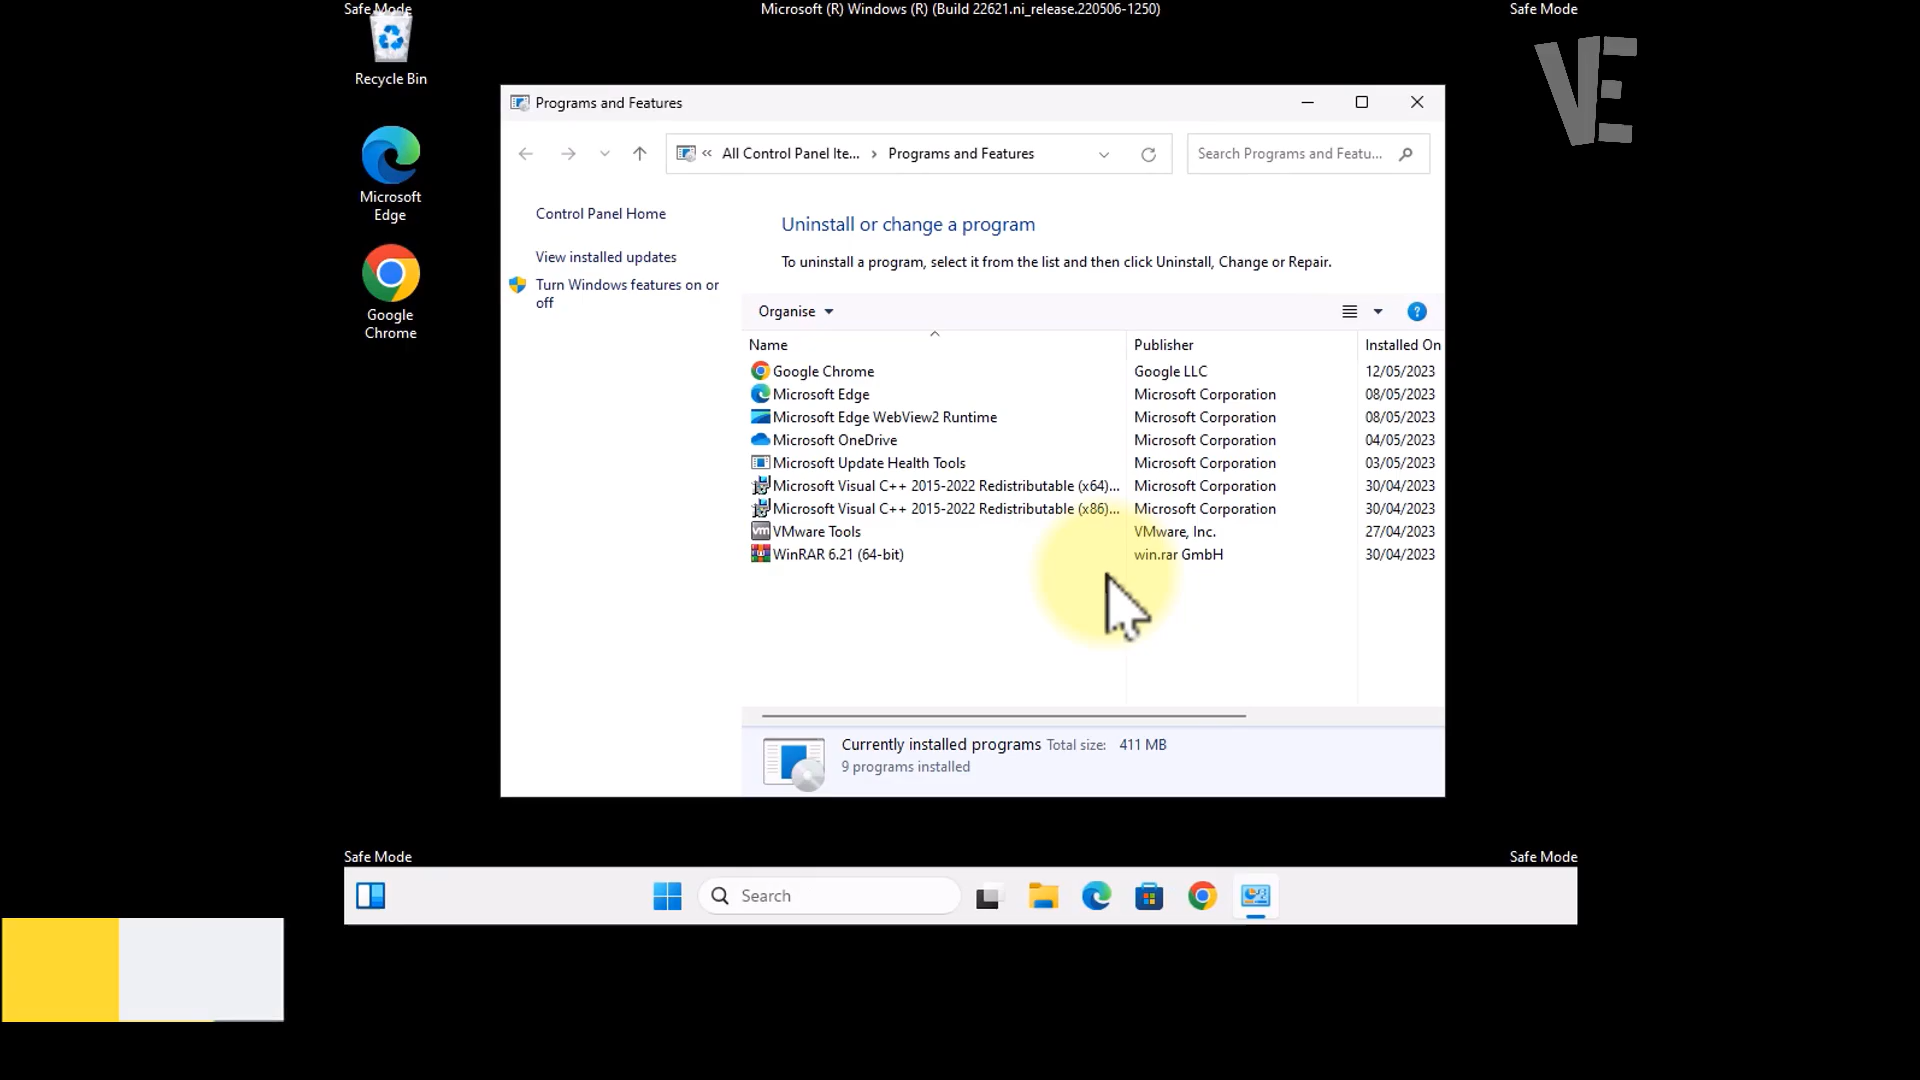 Safe Mode
Microsoft (R) Windows (R) (Build 22621.ni_release.220506-1250)
Safe Mode
VE
Recycle Bin
Microsoft
Edge
Google
Chrome
Programs and Features
« All Control Panel Ite... › Programs and Features
Search Programs and Featu...
Control Panel Home
View installed updates
Turn Windows features on or
off
Uninstall or change a program
To uninstall a program, select it from the list and then click Uninstall, Change or Repair.
Organise
Name Publisher Installed On
Google Chrome Google LLC 12/05/2023
Microsoft Edge Microsoft Corporation 08/05/2023
Microsoft Edge WebView2 Runtime Microsoft Corporation 08/05/2023
Microsoft OneDrive Microsoft Corporation 04/05/2023
Microsoft Update Health Tools Microsoft Corporation 03/05/2023
Microsoft Visual C++ 2015-2022 Redistributable (x64)... Microsoft Corporation 30/04/2023
Microsoft Visual C++ 2015-2022 Redistributable (x86)... Microsoft Corporation 30/04/2023
vm VMware Tools VMware, Inc. 27/04/2023
WinRAR 6.21 (64-bit) win.rar GmbH 30/04/2023
Currently installed programs Total size: 411 MB
9 programs installed
Safe Mode
Safe Mode
Search